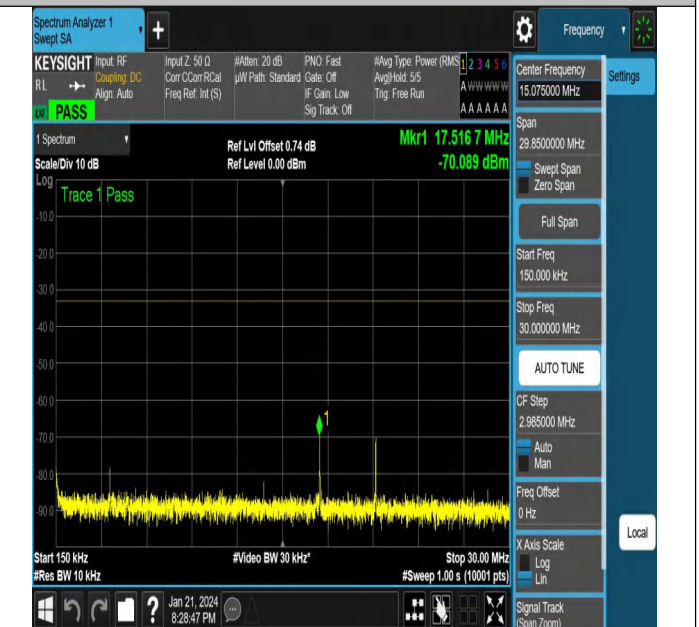 Spectrum Analyzer 1
Swept SA
Frequency
KEYSIGHT
RL
PASS
Input: RF
Coupling: DC
Align: Auto
Input Z: 50 Ω
Corr CCorr RCal
Freq Ref: Int (S)
#Atten: 20 dB
µW Path: Standard
PNO: Fast
Gate: Off
IF Gain: Low
Sig Track: Off
#Avg Type: Power (RMS
Avg|Hold: 5/5
Trig: Free Run
1 2 3 4 5 6
A W W W W W
A A A A A A
1 Spectrum
Scale/Div 10 dB
Log
Ref Lvl Offset 0.74 dB
Ref Level 0.00 dBm
Mkr1 17.516 7 MHz
-70.089 dBm
Trace 1 Pass
-10.0
-20.0
-30.0
-40.0
-50.0
-60.0
-70.0
-80.0
-90.0
1
Start 150 kHz
#Res BW 10 kHz
#Video BW 30 kHz*
Stop 30.00 MHz
#Sweep 1.00 s (10001 pts)
Jan 21, 2024
8:28:47 PM
Center Frequency
15.075000 MHz
Settings
Span
29.8500000 MHz
Swept Span
Zero Span
Full Span
Start Freq
150.000 kHz
Stop Freq
30.000000 MHz
AUTO TUNE
CF Step
2.985000 MHz
Auto
Man
Freq Offset
0 Hz
Local
X Axis Scale
Log
Lin
Signal Track
(Span Zoom)